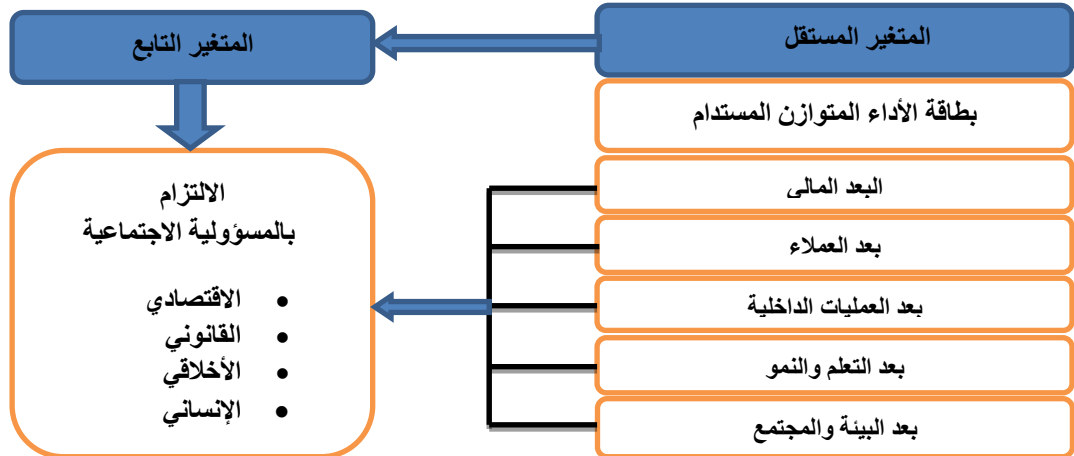 المتغير المستقل
المتغير التابع
بطاقة الأداء المتوازن المستدام
البعد المالى
بعد العملاء
بعد العمليات الداخلية
بعد التعلم والنمو
بعد البيئة والمجتمع
الالتزام
بالمسؤولية الاجتماعية
• الاقتصادي
• القانوني
• الأخلاقي
• الإنساني